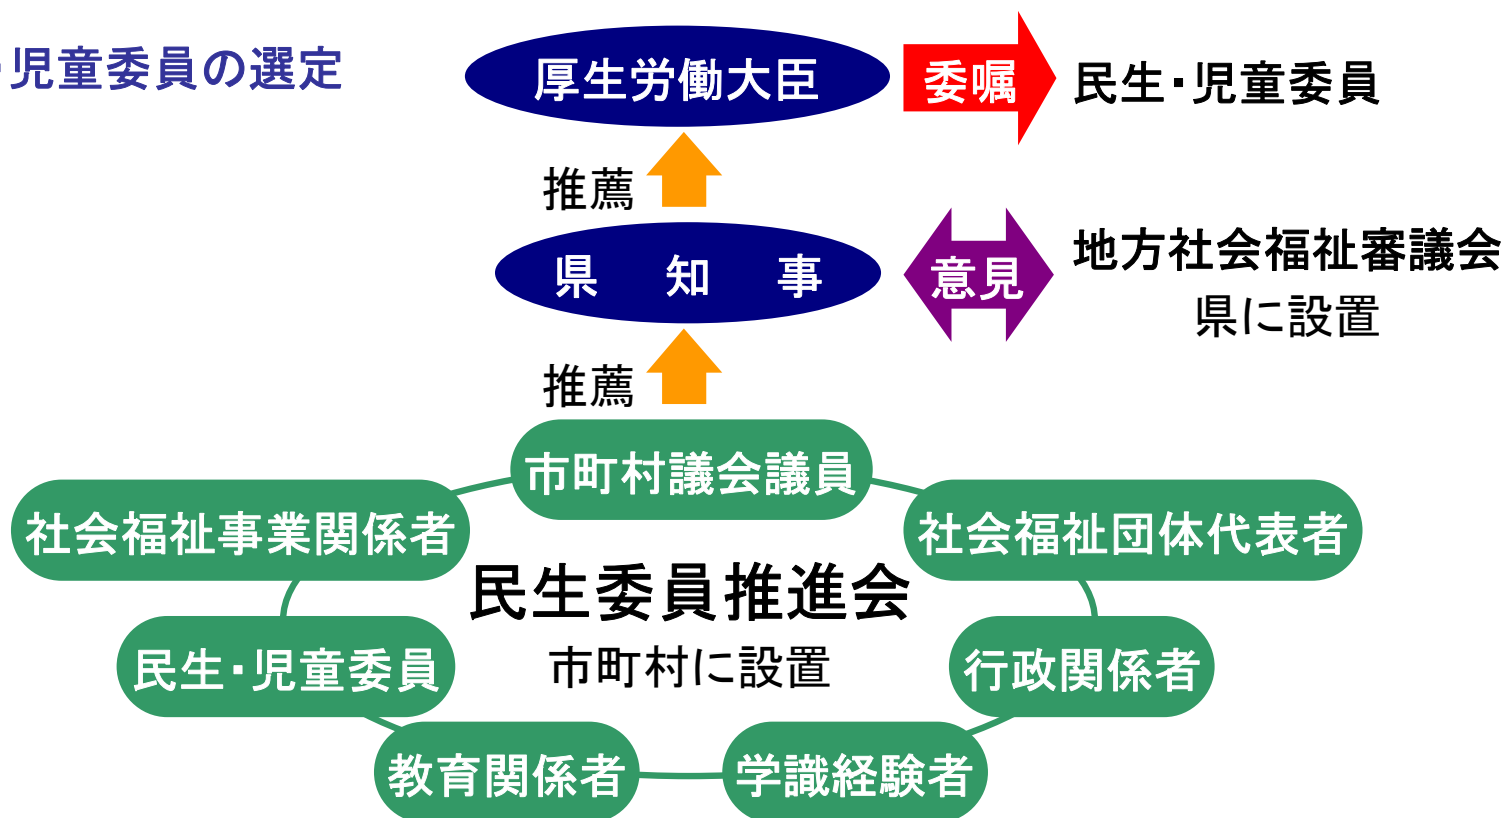 ・児童委員の選定
厚生労働大臣
委嘱
民生・児童委員
推薦
県 知 事
意見
地方社会福祉審議会
県に設置
推薦
市町村議会議員
社会福祉事業関係者
社会福祉団体代表者
民生委員推進会
市町村に設置
民生・児童委員
行政関係者
教育関係者
学識経験者